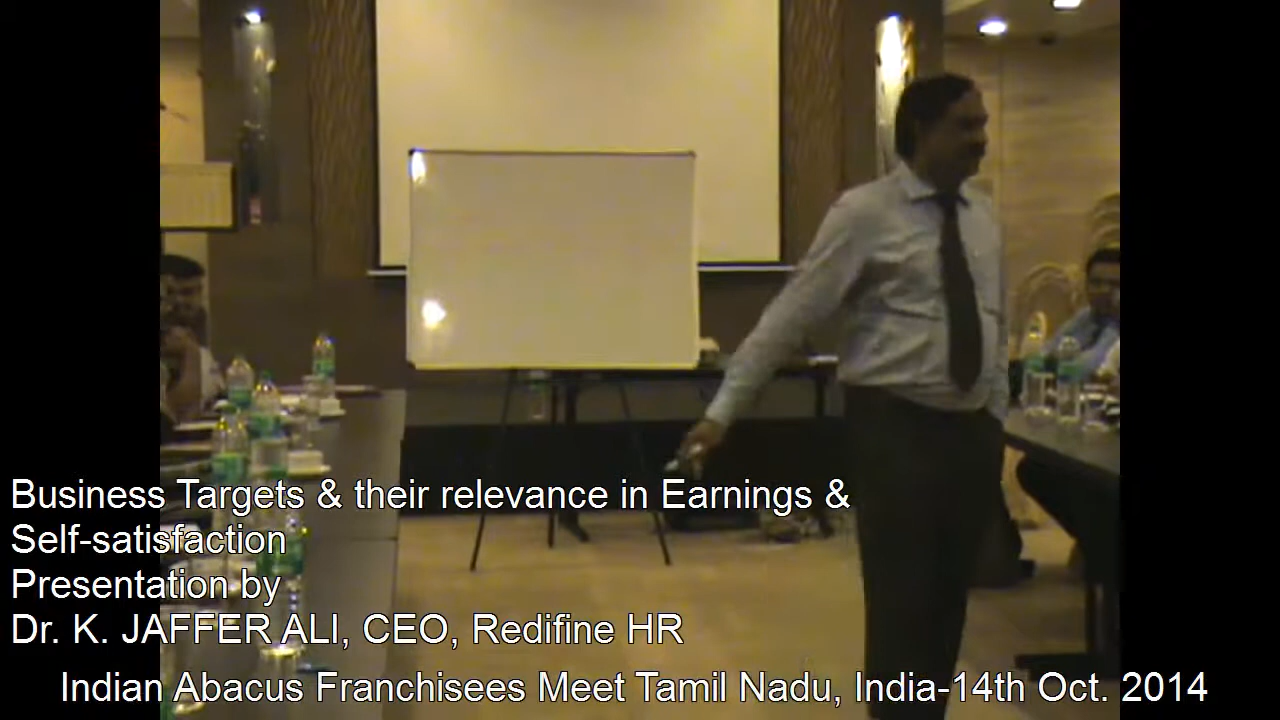 Business Targets & their relevance in Earnings &
Self-satisfaction
Presentation by
Dr. K. JAFFER ALI, CEO, Redifine HR
Indian Abacus Franchisees Meet Tamil Nadu, India-14th Oct. 2014